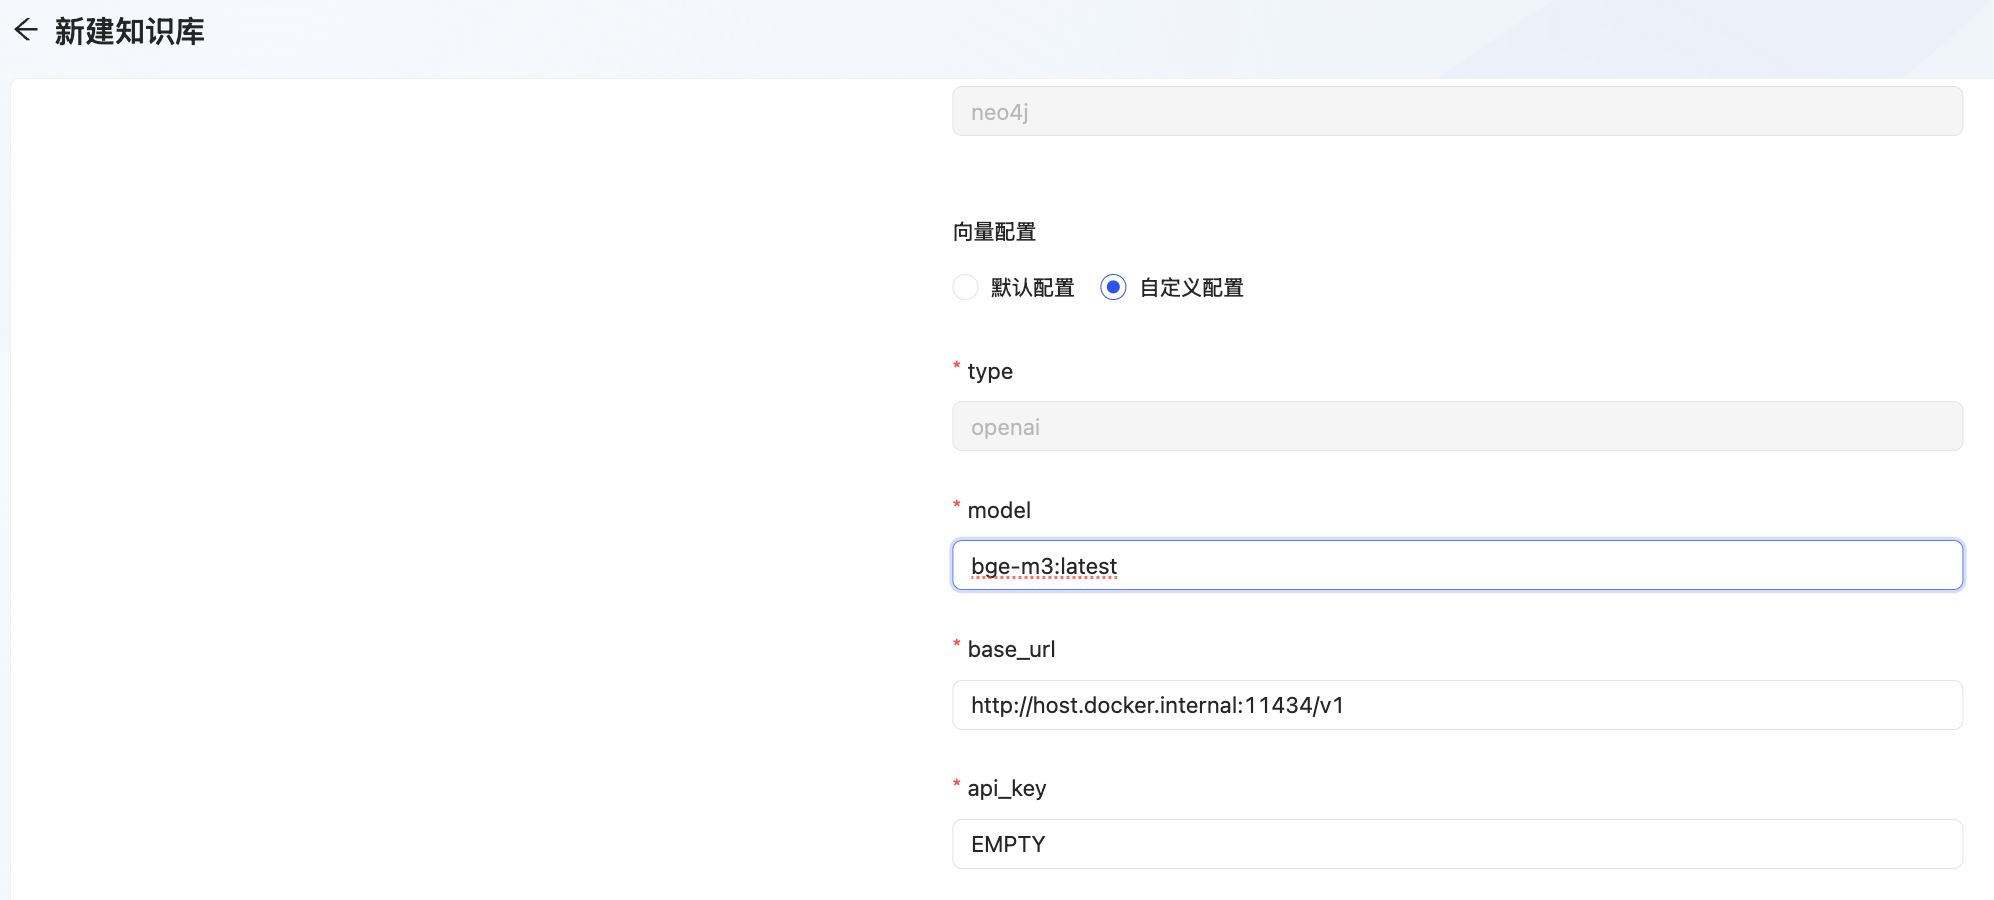 新建知识库
neo4j
向量配置
默认配置 自定义配置
* type
openai
* model
bge-m3:latest
* base_url
http://host.docker.internal:11434/v1
* api_key
EMPTY